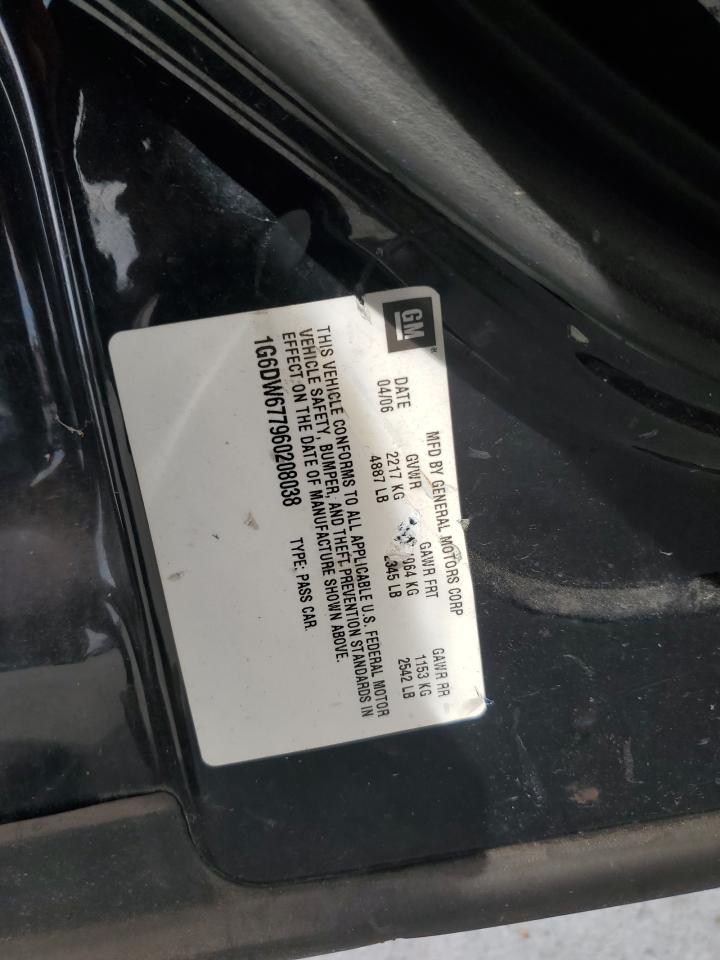 GM
MFD BY GENERAL MOTORS CORP
DATE GVWR GAWR FRT GAWR RR
04/06 2217 KG 1064 KG 1153 KG
4887 LB 2345 LB 2542 LB
THIS VEHICLE CONFORMS TO ALL APPLICABLE U.S. FEDERAL MOTOR
VEHICLE SAFETY, BUMPER, AND THEFT PREVENTION STANDARDS IN
EFFECT ON THE DATE OF MANUFACTURE SHOWN ABOVE.
1G6DW677960208038 TYPE: PASS CAR.